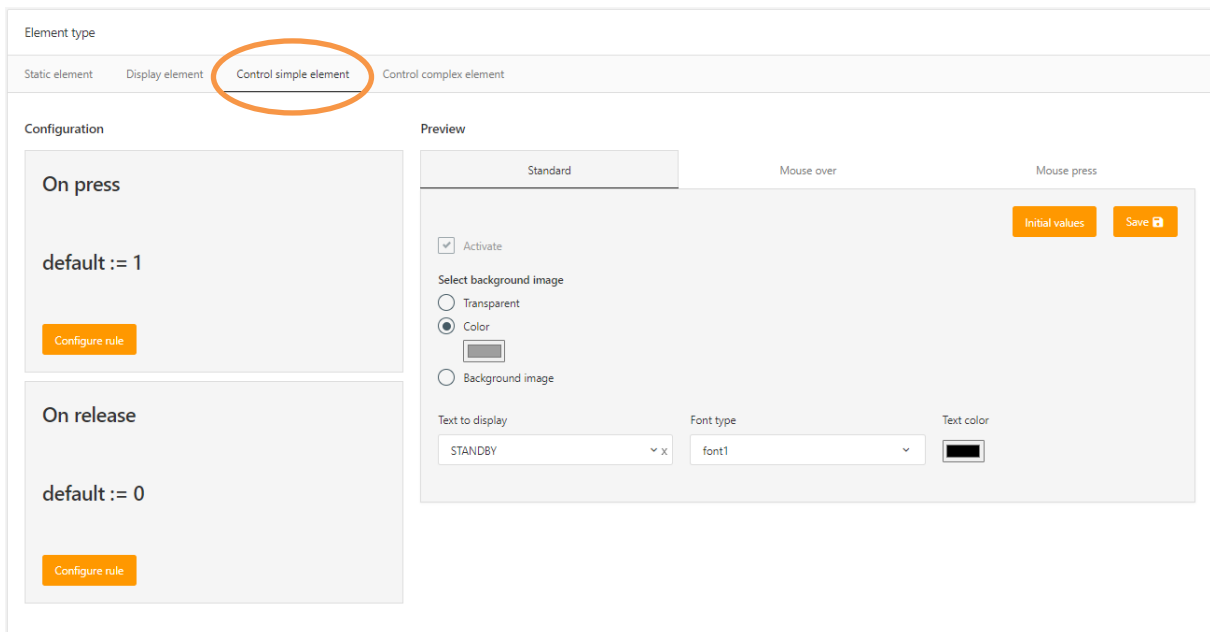 Element type
Static element Display element Control simple element Control complex element
Configuration
On press
default := 1
Configure rule
On release
default := 0
Configure rule
Preview
Standard Mouse over Mouse press
Initial values Save
Activate
Select background image
Transparent
Color
Background image
Text to display Font type Text color
STANDBY x font1